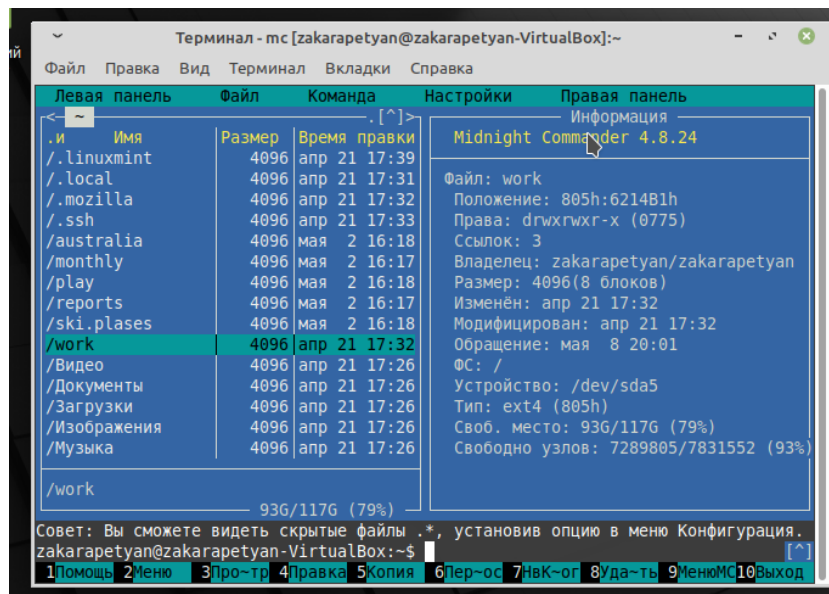 ий
Терминал - mc [zakarapetyan@zakarapetyan-VirtualBox]:~
Файл Правка Вид Терминал Вкладки Справка
Левая панель Файл Команда Настройки Правая панель
<- ~ .[^]> Информация
.и Имя Размер Время правки Midnight Commander 4.8.24
/.linuxmint 4096 апр 21 17:39
/.local 4096 апр 21 17:31 Файл: work
/.mozilla 4096 апр 21 17:32 Положение: 805h:6214B1h
/.ssh 4096 апр 21 17:33 Права: drwxrwxr-x (0775)
/australia 4096 мая 2 16:18 Ссылок: 3
/monthly 4096 мая 2 16:17 Владелец: zakarapetyan/zakarapetyan
/play 4096 мая 2 16:18 Размер: 4096(8 блоков)
/reports 4096 мая 2 16:17 Изменён: апр 21 17:32
/ski.plases 4096 мая 2 16:18 Модифицирован: апр 21 17:32
/work 4096 апр 21 17:32 Обращение: мая 8 20:01
/Видео 4096 апр 21 17:26 ФС: /
/Документы 4096 апр 21 17:26 Устройство: /dev/sda5
/Загрузки 4096 апр 21 17:26 Тип: ext4 (805h)
/Изображения 4096 апр 21 17:26 Своб. место: 93G/117G (79%)
/Музыка 4096 апр 21 17:26 Свободно узлов: 7289805/7831552 (93%)
/work
93G/117G (79%)
Совет: Вы сможете видеть скрытые файлы .*, установив опцию в меню Конфигурация.
zakarapetyan@zakarapetyan-VirtualBox:~$ [^]
1Помощь 2Меню 3Про~тр 4Правка 5Копия 6Пер~ос 7НвК~ог 8Уда~ть 9МенюМС 10Выход